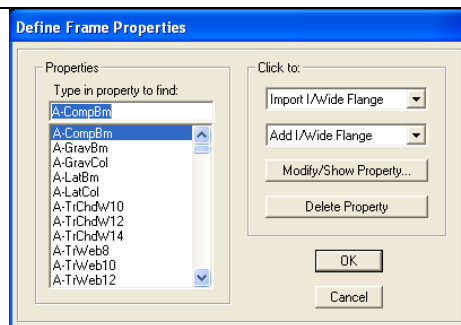 Define Frame Properties
Properties
Type in property to find:
A-CompBm
A-CompBm
A-GravBm
A-GravCol
A-LatBm
A-LatCol
A-TrChdW10
A-TrChdW12
A-TrChdW14
A-TrWeb8
A-TrWeb10
A-TrWeb12
Click to:
Import I/Wide Flange
Add I/Wide Flange
Modify/Show Property...
Delete Property
OK
Cancel